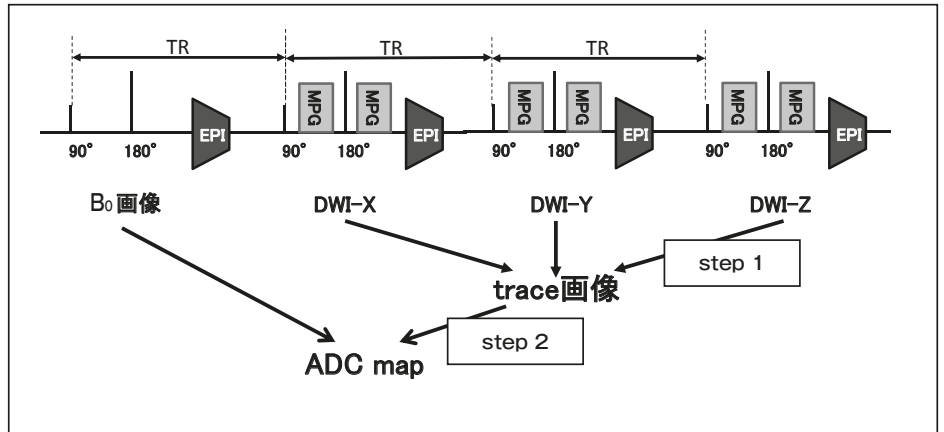 TR TR TR
MPG MPG MPG MPG MPG MPG
EPI EPI EPI EPI
90° 180° 90° 180° 90° 180° 90° 180°
B₀画像 DWI-X DWI-Y DWI-Z
step 1
trace画像
step 2
ADC map